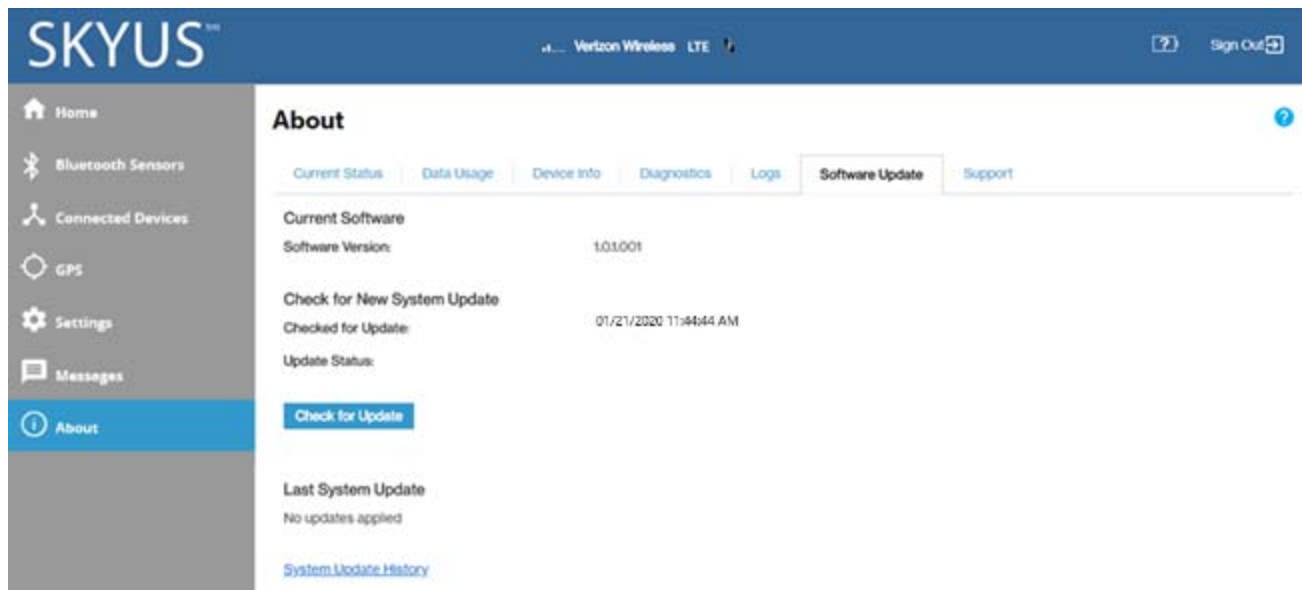 SKYUS™
Verizon Wireless LTE
? Sign Out
Home
Bluetooth Sensors
Connected Devices
GPS
Settings
Messages
About
About
?
Current Status Data Usage Device Info Diagnostics Logs Software Update Support
Current Software
Software Version: 1.0.1.001
Check for New System Update
Checked for Update: 01/21/2020 11:44:44 AM
Update Status:
Check for Update
Last System Update
No updates applied
System Update History